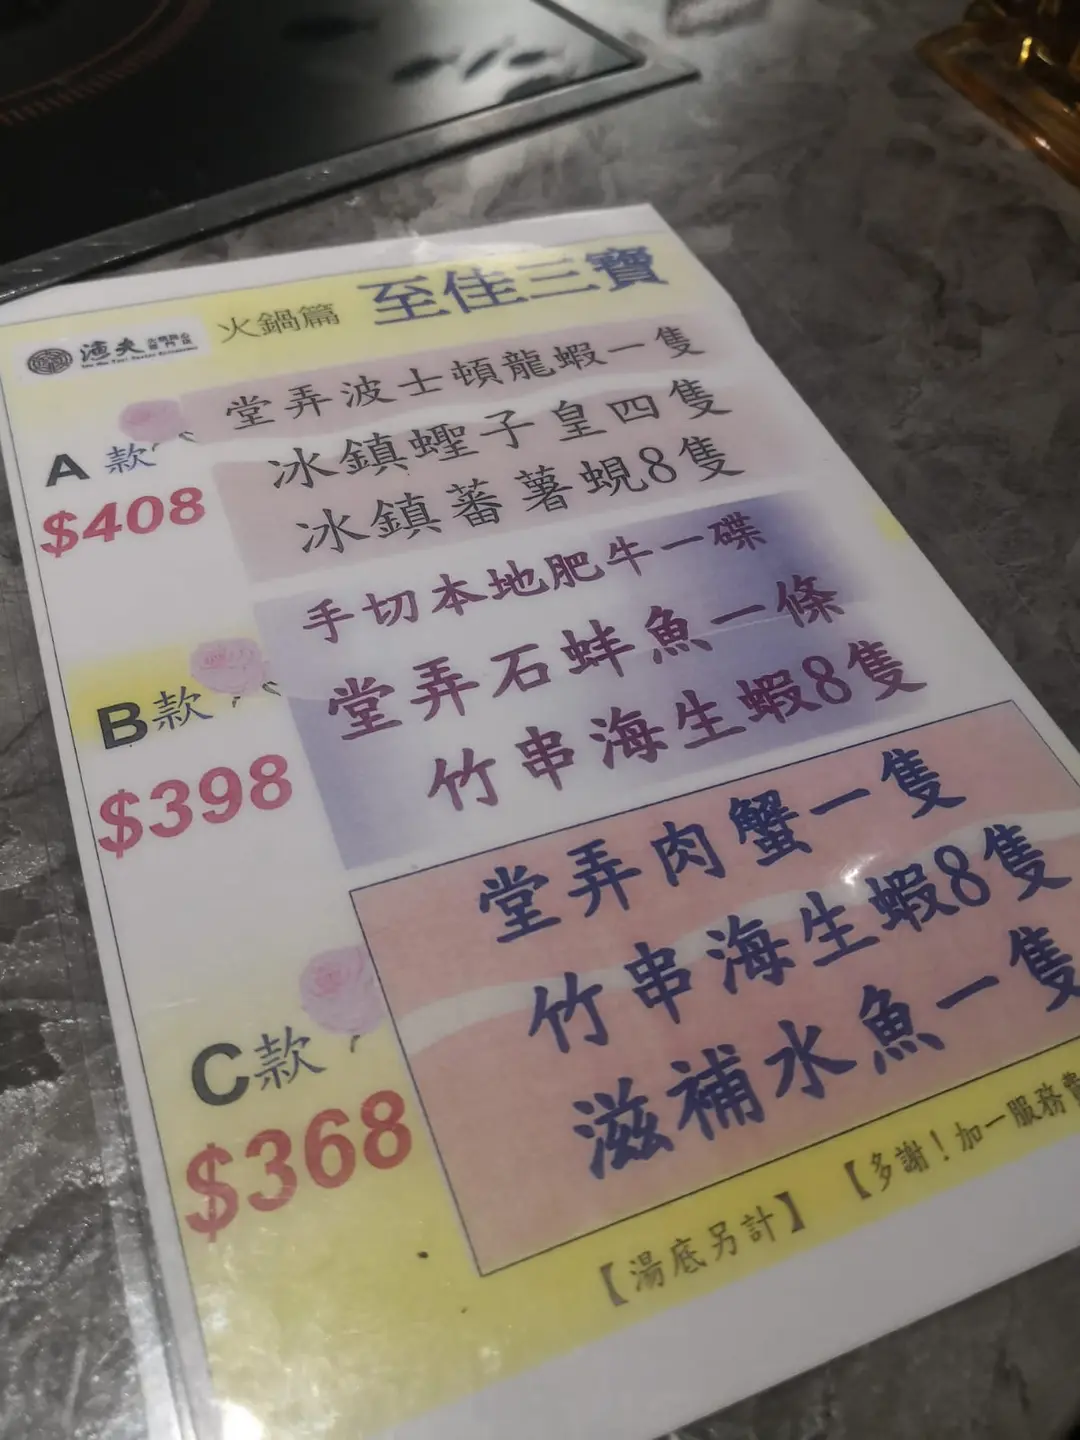 火鍋篇 至佳三寶
漁夫
A款
$408
堂弄波士頓龍蝦一隻
冰鎮蟶子皇四隻
冰鎮蕃薯蜆8隻
B款
$398
手切本地肥牛一碟
堂弄石蚌魚一條
竹串海生蝦8隻
C款
$368
堂弄肉蟹一隻
竹串海生蝦8隻
滋補水魚一隻
【湯底另計】 【多謝！加一服務費